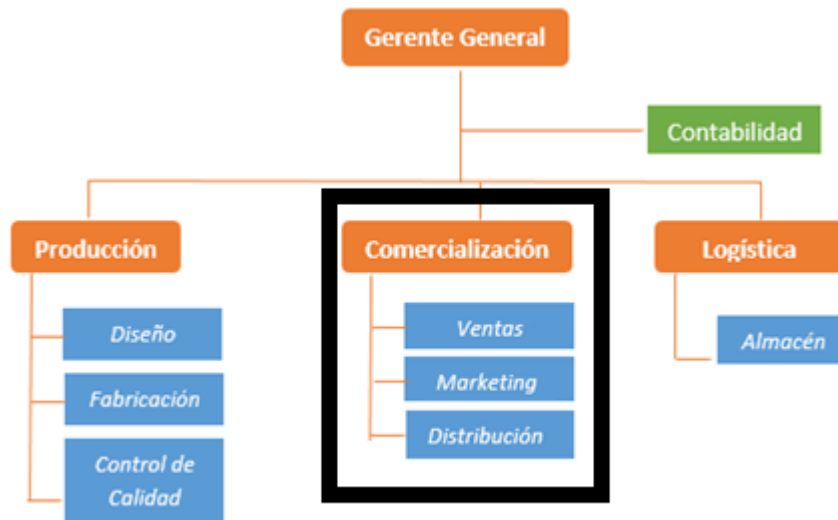 Gerente General
Contabilidad
Producción
Diseño
Fabricación
Control de
Calidad
Comercialización
Ventas
Marketing
Distribución
Logística
Almacén